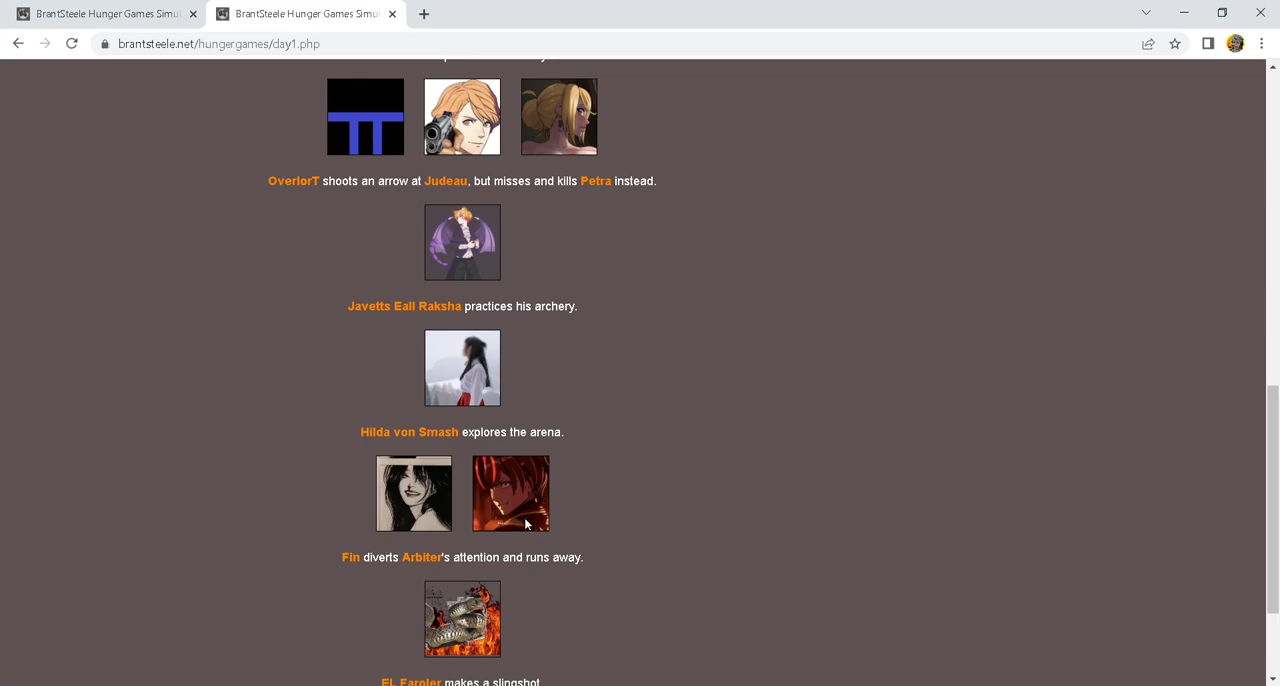 BrantSteele Hunger Games Simul
BrantSteele Hunger Games Simul
brantsteele.net/hungergames/day1.php
OverlorT shoots an arrow at Judeau, but misses and kills Petra instead.
Javetts Eall Raksha practices his archery.
Hilda von Smash explores the arena.
Fin diverts Arbiter's attention and runs away.
EL Faroler makes a slingshot.